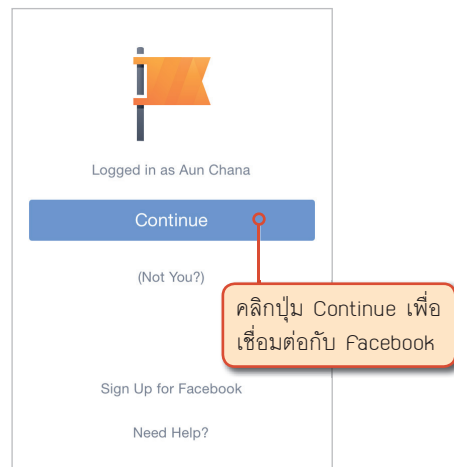 Logged in as Aun Chana
Continue
(Not You?)
คลิกปุ่ม Continue เพื่อ
เชื่อมต่อกับ Facebook
Sign Up for Facebook
Need Help?